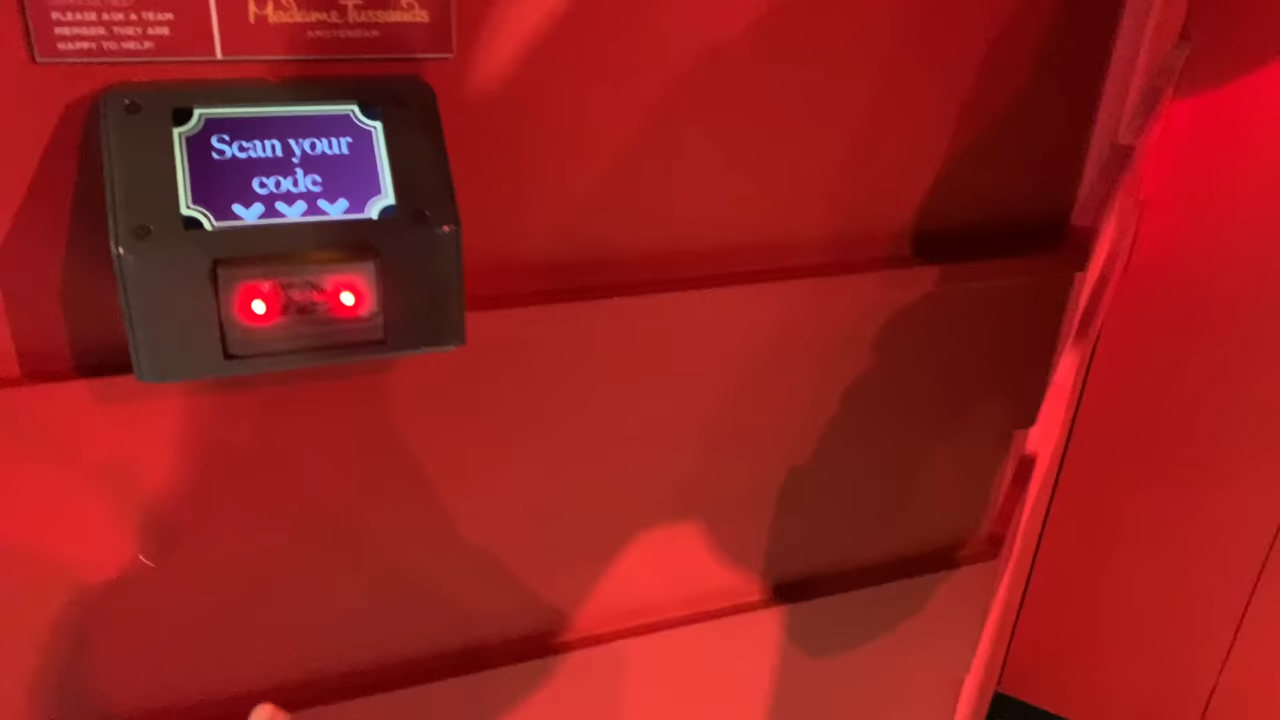 PLEASE ASK A TEAM
MEMBER, THEY ARE
HAPPY TO HELP!
Madame Tussauds
AMSTERDAM
Scan your
code